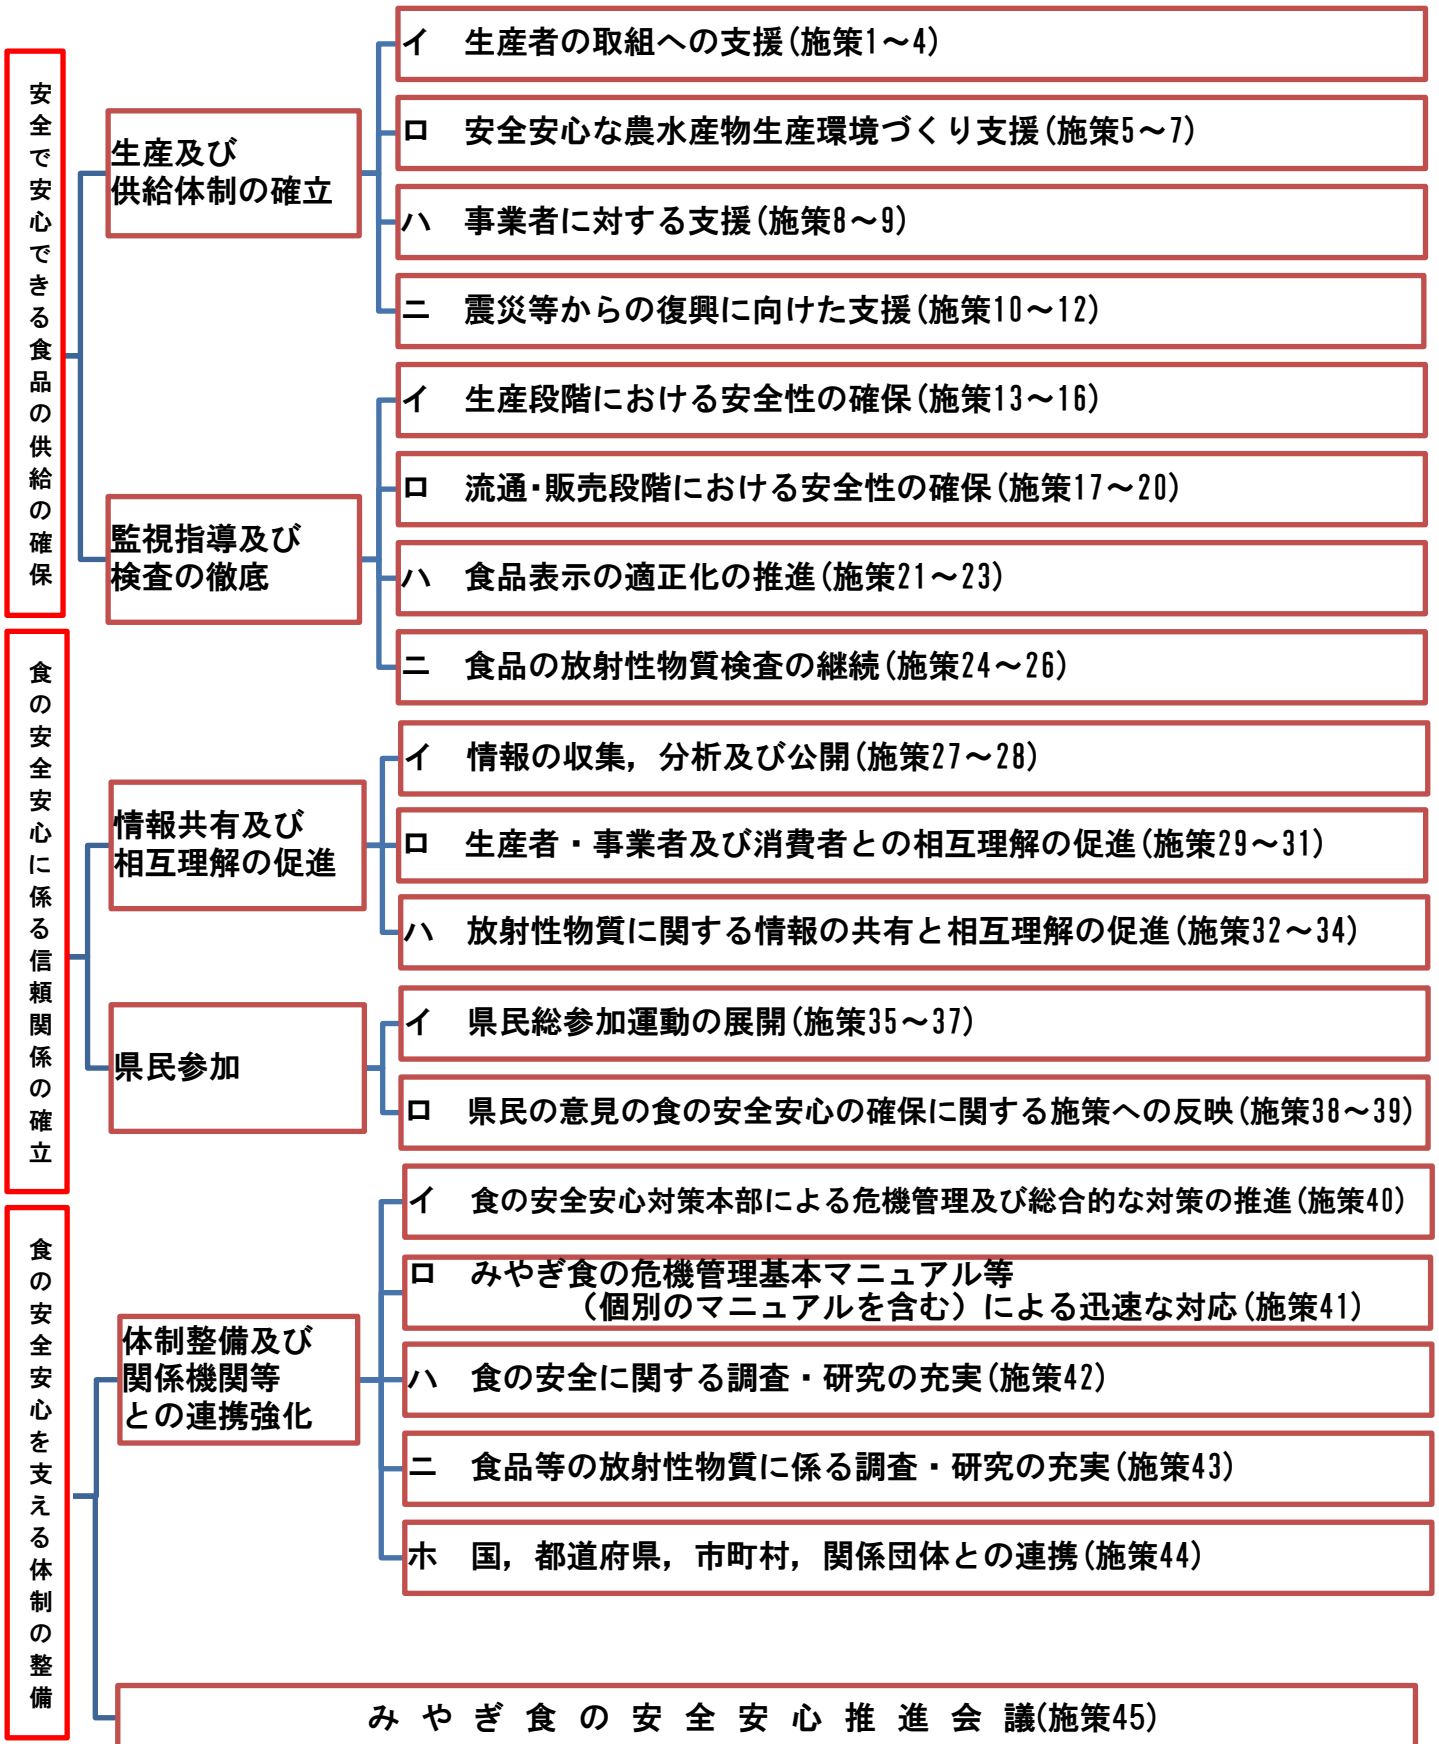 安全で安心できる食品の供給の確保
生産及び
供給体制の確立
イ 生産者の取組への支援(施策1～4)
ロ 安全安心な農水産物生産環境づくり支援(施策5～7)
ハ 事業者に対する支援(施策8～9)
ニ 震災等からの復興に向けた支援(施策10～12)
監視指導及び
検査の徹底
イ 生産段階における安全性の確保(施策13～16)
ロ 流通・販売段階における安全性の確保(施策17～20)
ハ 食品表示の適正化の推進(施策21～23)
ニ 食品の放射性物質検査の継続(施策24～26)
食の安全安心に係る信頼関係の確立
情報共有及び
相互理解の促進
イ 情報の収集，分析及び公開(施策27～28)
ロ 生産者・事業者及び消費者との相互理解の促進(施策29～31)
ハ 放射性物質に関する情報の共有と相互理解の促進(施策32～34)
県民参加
イ 県民総参加運動の展開(施策35～37)
ロ 県民の意見の食の安全安心の確保に関する施策への反映(施策38～39)
食の安全安心を支える体制の整備
体制整備及び
関係機関等
との連携強化
イ 食の安全安心対策本部による危機管理及び総合的な対策の推進(施策40)
ロ みやぎ食の危機管理基本マニュアル等
（個別のマニュアルを含む）による迅速な対応(施策41)
ハ 食の安全に関する調査・研究の充実(施策42)
ニ 食品等の放射性物質に係る調査・研究の充実(施策43)
ホ 国，都道府県，市町村，関係団体との連携(施策44)
みやぎ食の安全安心推進会議(施策45)